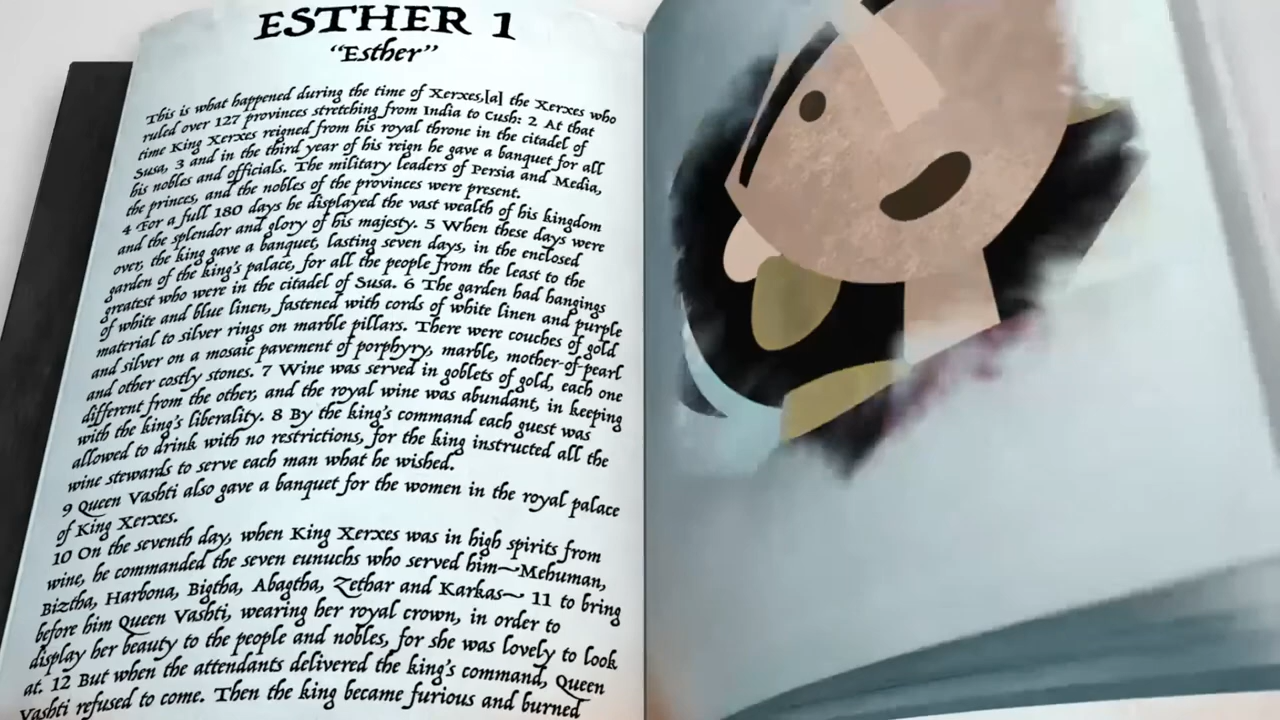 ESTHER 1
“Esther”
This is what happened during the time of Xerxes,[a] the Xerxes who
ruled over 127 provinces stretching from India to Cush: 2 At that
time King Xerxes reigned from his royal throne in the citadel of
Susa, 3 and in the third year of his reign he gave a banquet for all
his nobles and officials. The military leaders of Persia and Media,
the princes, and the nobles of the provinces were present.
4 For a full 180 days he displayed the vast wealth of his kingdom
and the splendor and glory of his majesty. 5 When these days were
over, the king gave a banquet, lasting seven days, in the enclosed
garden of the king’s palace, for all the people from the least to the
greatest who were in the citadel of Susa. 6 The garden had hangings
of white and blue linen, fastened with cords of white linen and purple
material to silver rings on marble pillars. There were couches of gold
and silver on a mosaic pavement of porphyry, marble, mother-of-pearl
and other costly stones. 7 Wine was served in goblets of gold, each one
different from the other, and the royal wine was abundant, in keeping
with the king’s liberality. 8 By the king’s command each guest was
allowed to drink with no restrictions, for the king instructed all the
wine stewards to serve each man what he wished.
9 Queen Vashti also gave a banquet for the women in the royal palace
of King Xerxes.
10 On the seventh day, when King Xerxes was in high spirits from
wine, he commanded the seven eunuchs who served him—Mehuman,
Biztha, Harbona, Bigtha, Abagtha, Zethar and Karkas— 11 to bring
before him Queen Vashti, wearing her royal crown, in order to
display her beauty to the people and nobles, for she was lovely to look
at. 12 But when the attendants delivered the king’s command, Queen
Vashti refused to come. Then the king became furious and burned